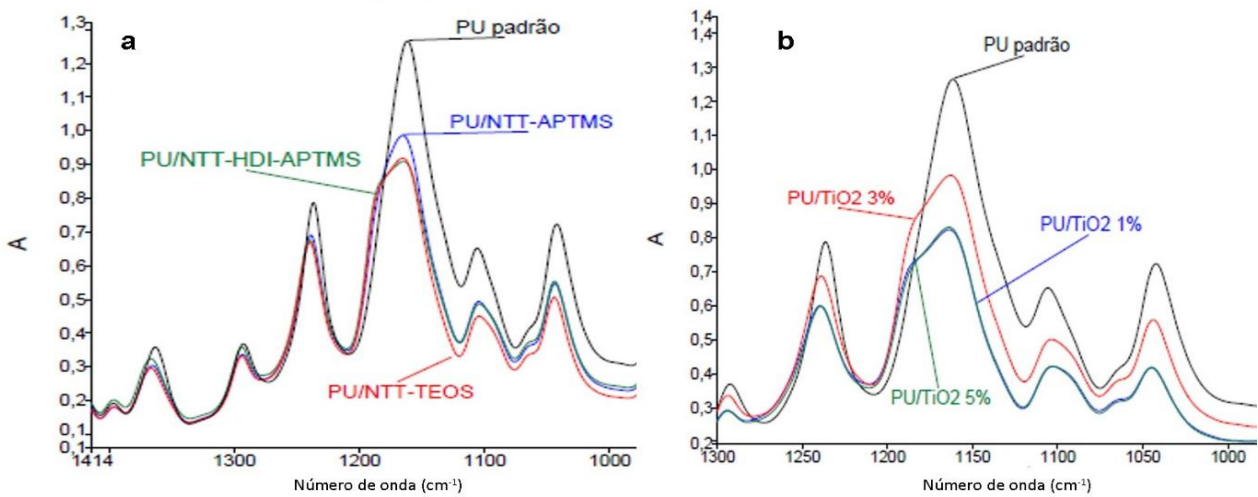 a
PU padrão
PU/NTT-APTMS
PU/NTT-HDI-APTMS
PU/NTT-TEOS
A
1,3
1,2
1,1
1,0
0,9
0,8
0,7
0,6
0,5
0,4
0,3
0,2
0,1
0,1
1414
1300
1200
1100
1000
Número de onda (cm⁻¹)
b
PU padrão
PU/TiO2 3%
PU/TiO2 1%
PU/TiO2 5%
A
1,4
1,4
1,3
1,2
1,1
1,0
0,9
0,8
0,7
0,6
0,5
0,4
0,3
0,2
1300
1250
1200
1150
1100
1050
1000
Número de onda (cm⁻¹)